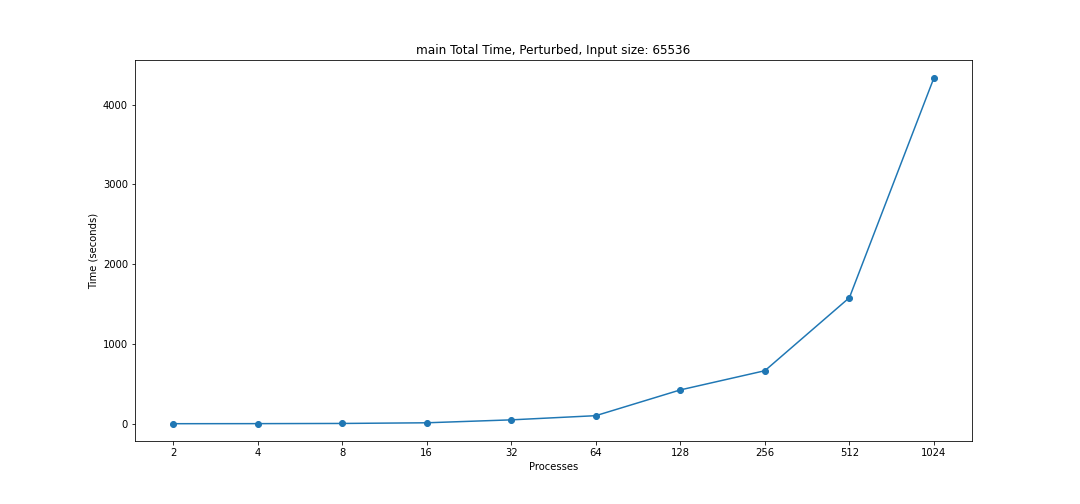 main Total Time, Perturbed, Input size: 65536
4000
3000
2000
1000
0
Time (seconds)
2 4 8 16 32 64 128 256 512 1024
Processes